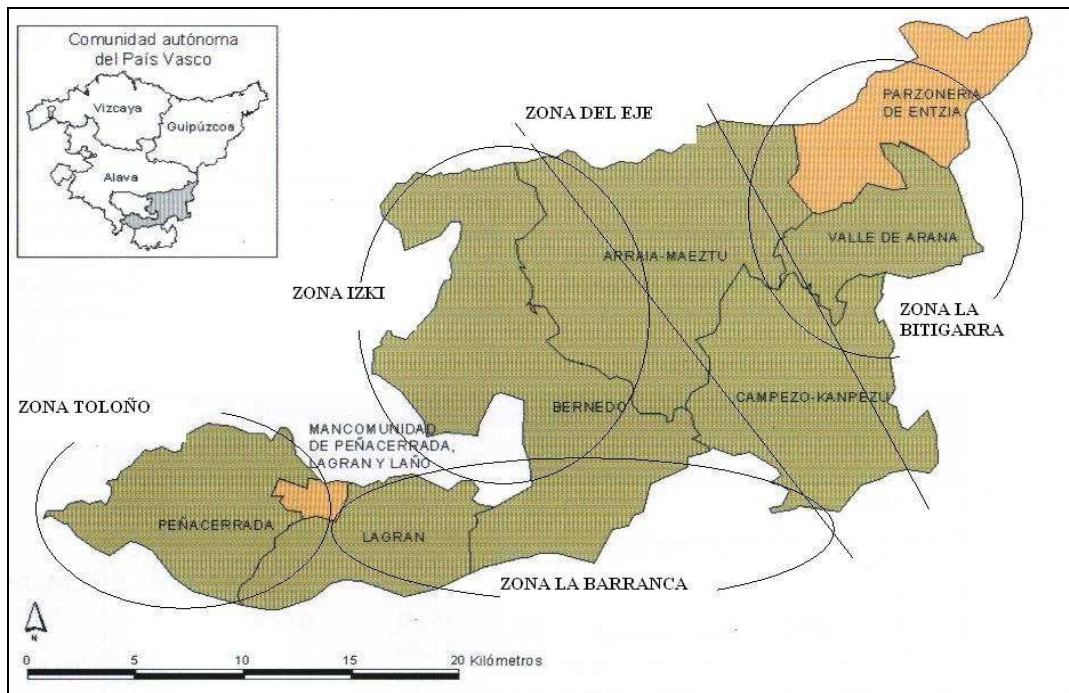 Comunidad autónoma
del País Vasco
Vizcaya
Guipúzcoa
Alava
ZONA DEL EJE
PARZONERIA
DE ENTZIA
ARRAIA-MAEZTU
VALLE DE ARANA
ZONA IZKI
ZONA LA
BITIGARRA
ZONA TOLOÑO
BERNEDO
CAMPEZO-KANPEZU
MANCOMUNIDAD
DE PEÑACERRADA,
LAGRAN Y LAÑO
PEÑACERRADA
LAGRAN
ZONA LA BARRANCA
N
0 5 10 15 20 Kilómetros